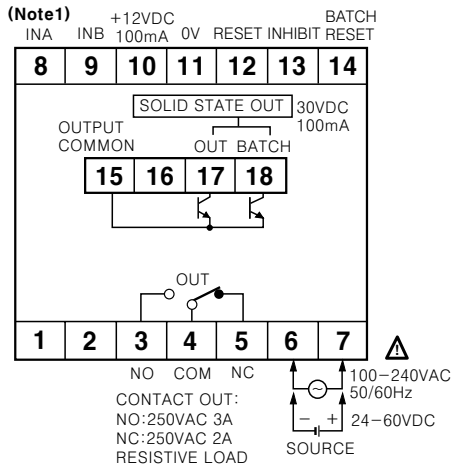 (Note1)
INA INB +12VDC 100mA 0V RESET INHIBIT BATCH RESET
8 9 10 11 12 13 14
SOLID STATE OUT
30VDC
100mA
OUTPUT
COMMON
OUT BATCH
15 16 17 18
OUT
1 2 3 4 5 6 7
NO COM NC
CONTACT OUT:
NO:250VAC 3A
NC:250VAC 2A
RESISTIVE LOAD
100-240VAC
50/60Hz
- + 24-60VDC
SOURCE